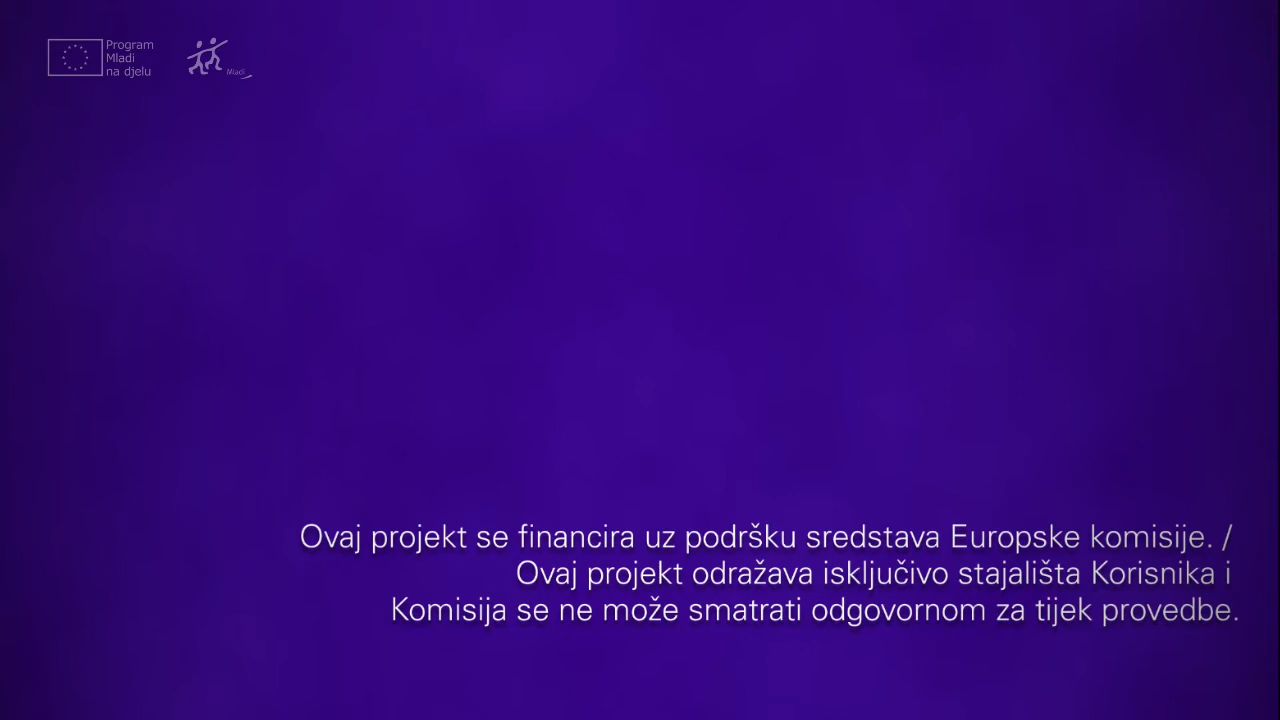 Program
Mladi
na djelu
Mladi
Ovaj projekt se financira uz podršku sredstava Europske komisije. /
Ovaj projekt odražava isključivo stajališta Korisnika i
Komisija se ne može smatrati odgovornom za tijek provedbe.